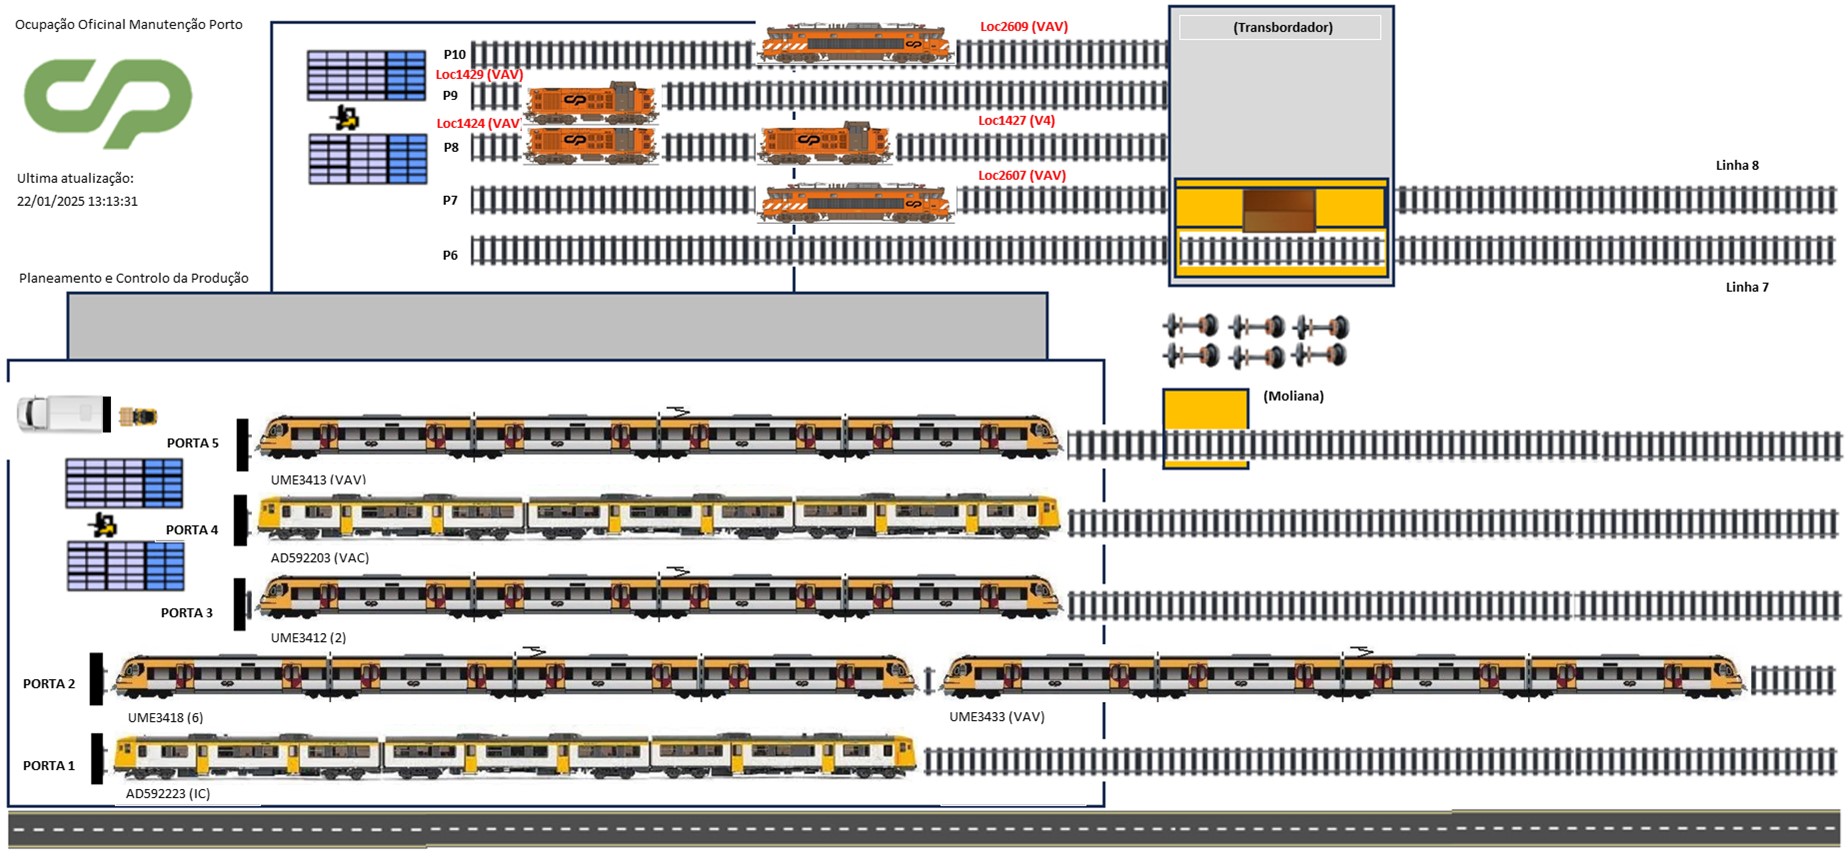 Ocupação Oficinal Manutenção Porto
CP
Ultima atualização:
22/01/2025 13:13:31
Planeamento e Controlo da Produção
Loc2609 (VAV)
P10
Loc1429 (VAV)
P9
Loc1424 (VAV)
Loc1427 (V4)
P8
Loc2607 (VAV)
P7
P6
(Transbordador)
Linha 8
Linha 7
(Moliana)
PORTA 5
UME3413 (VAV)
PORTA 4
AD592203 (VAC)
PORTA 3
UME3412 (2)
PORTA 2
UME3418 (6)
UME3433 (VAV)
PORTA 1
AD592223 (IC)